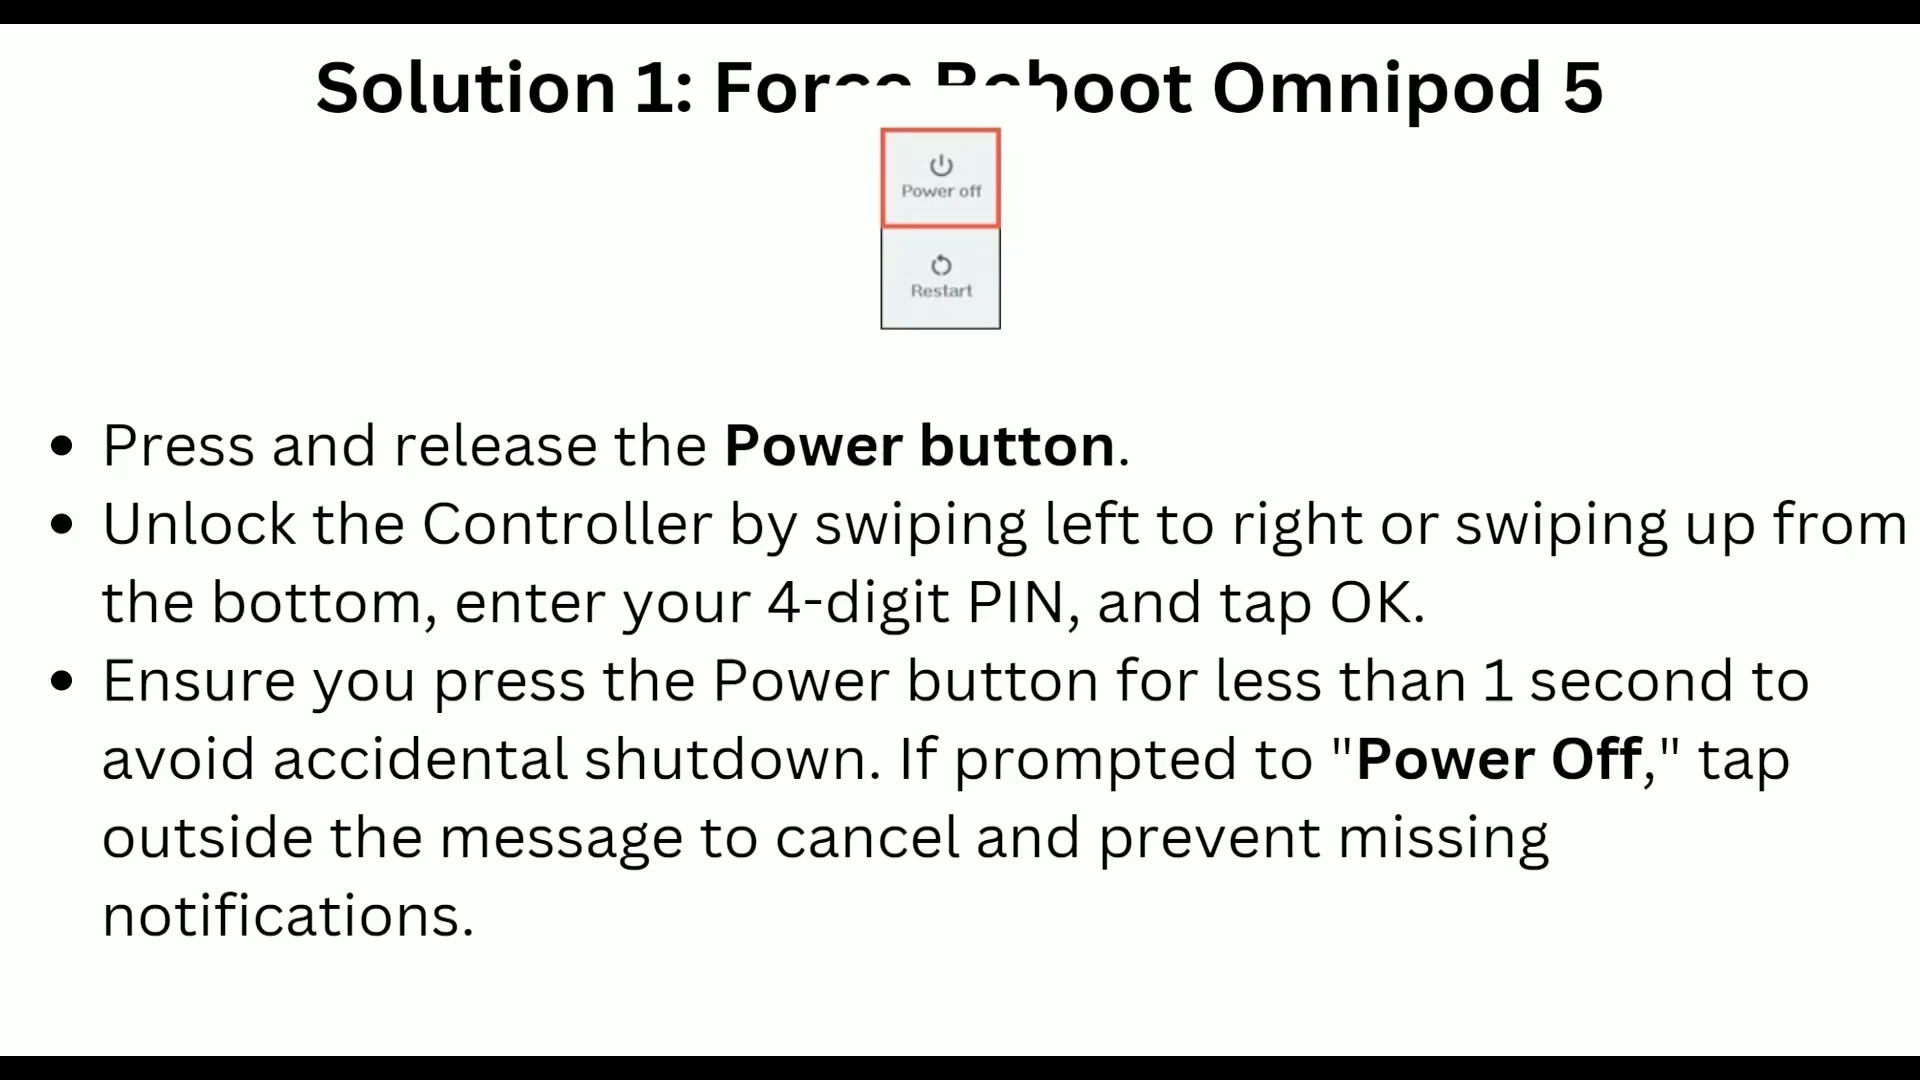 Solution 1: Force Reboot Omnipod 5
Power off
Restart
• Press and release the Power button.
• Unlock the Controller by swiping left to right or swiping up from
the bottom, enter your 4-digit PIN, and tap OK.
• Ensure you press the Power button for less than 1 second to
avoid accidental shutdown. If prompted to "Power Off," tap
outside the message to cancel and prevent missing
notifications.